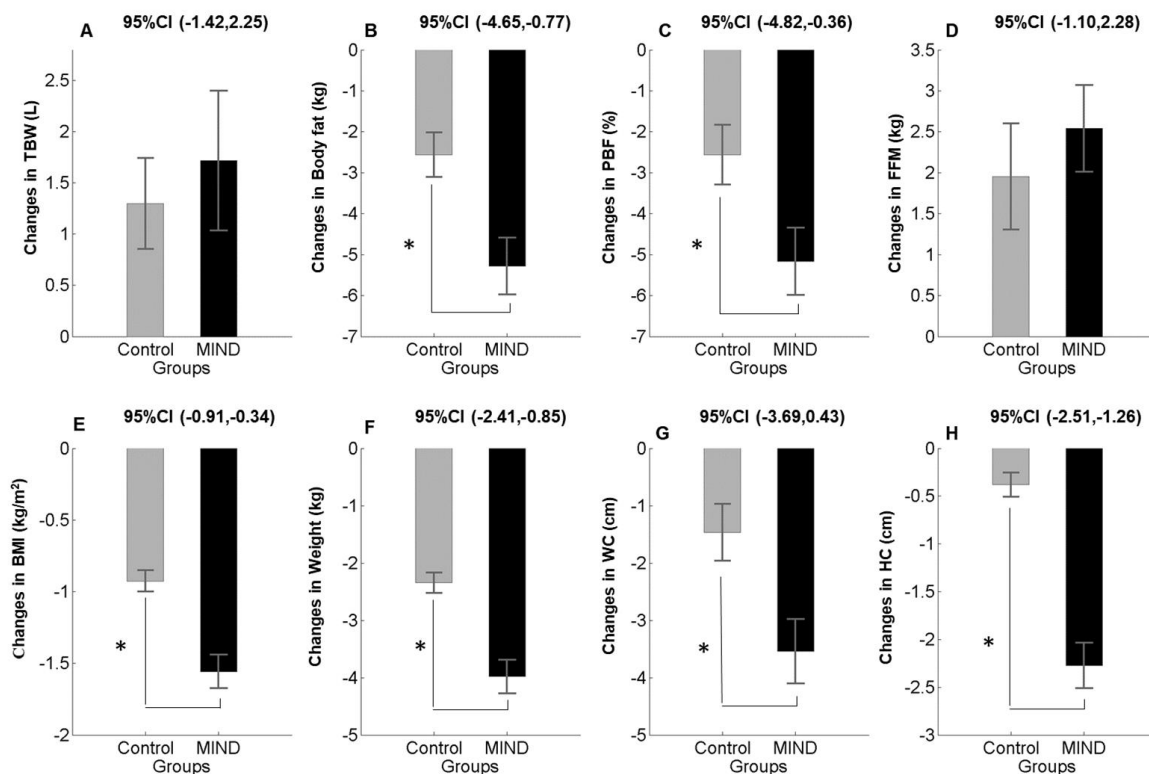 A
95%CI (-1.42,2.25)
Changes in TBW (L)
2.5
2
1.5
1
0.5
0
Control MIND
Groups
B
95%CI (-4.65,-0.77)
Changes in Body fat (kg)
0
-1
-2
-3
-4
-5
-6
-7
*
Control MIND
Groups
C
95%CI (-4.82,-0.36)
Changes in PBF (%)
0
-1
-2
-3
-4
-5
-6
-7
*
Control MIND
Groups
D
95%CI (-1.10,2.28)
Changes in FFM (kg)
3.5
3
2.5
2
1.5
1
0.5
0
Control MIND
Groups
E
95%CI (-0.91,-0.34)
Changes in BMI (kg/m²)
0
-0.5
-1
-1.5
-2
*
Control MIND
Groups
F
95%CI (-2.41,-0.85)
Changes in Weight (kg)
0
-1
-2
-3
-4
-5
*
Control MIND
Groups
G
95%CI (-3.69,0.43)
Changes in WC (cm)
0
-1
-2
-3
-4
-5
*
Control MIND
Groups
H
95%CI (-2.51,-1.26)
Changes in HC (cm)
0
-0.5
-1
-1.5
-2
-2.5
-3
*
Control MIND
Groups